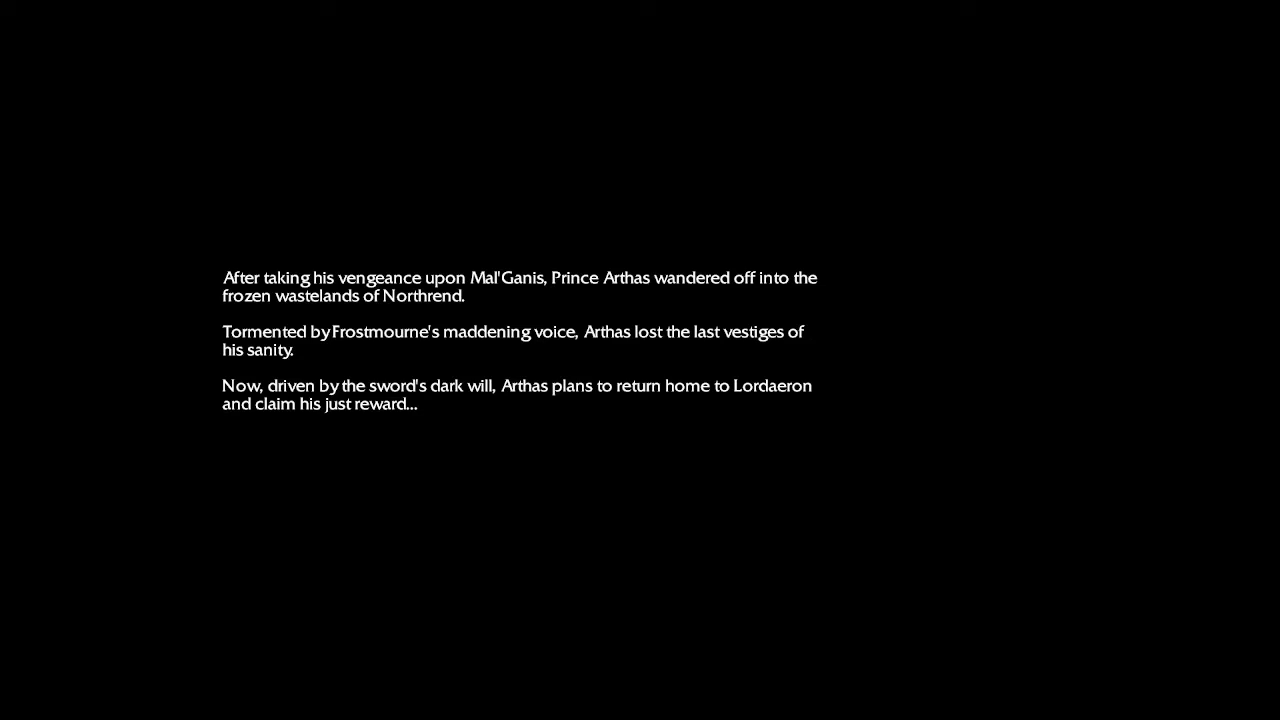 After taking his vengeance upon Mal'Ganis, Prince Arthas wandered off into the
frozen wastelands of Northrend.
Tormented by Frostmourne's maddening voice, Arthas lost the last vestiges of
his sanity.
Now, driven by the sword's dark will, Arthas plans to return home to Lordaeron
and claim his just reward...